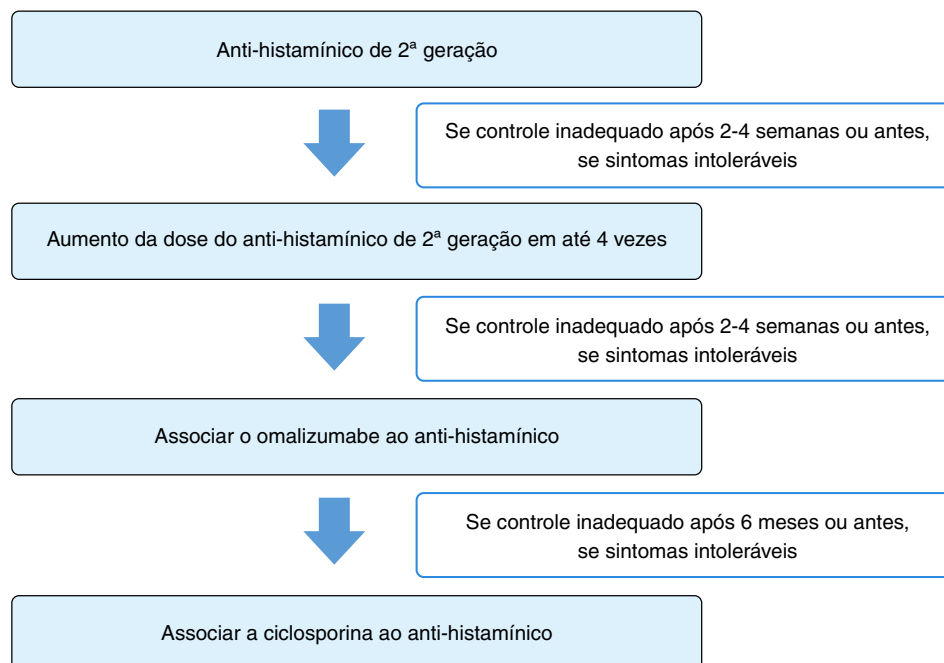 Anti-histamínico de 2ª geração
Se controle inadequado após 2-4 semanas ou antes,
se sintomas intoleráveis
Aumento da dose do anti-histamínico de 2ª geração em até 4 vezes
Se controle inadequado após 2-4 semanas ou antes,
se sintomas intoleráveis
Associar o omalizumabe ao anti-histamínico
Se controle inadequado após 6 meses ou antes,
se sintomas intoleráveis
Associar a ciclosporina ao anti-histamínico